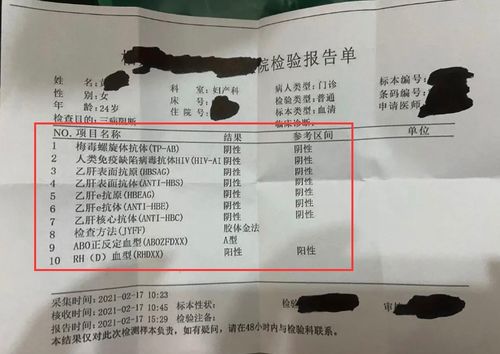 院检验报告单
姓 名: 科 室:妇产科 病人类型:门诊 标本编号:
性 别:女 床 号: 检验类型:普通 条码编号:
年 龄:24岁 住院号: 标本类型:血清 申请医师:
检查目的:三病阻断 临床诊断:
NO. 项目名称 结果 参考区间 单位
1 梅毒螺旋体抗体(TP-AB) 阴性 阴性
2 人类免疫缺陷病毒抗体HIV(HIV-AI 阴性 阴性
3 乙肝表面抗原(HBSAG) 阴性 阴性
4 乙肝表面抗体(ANTI-HBS) 阴性 阴性
5 乙肝e抗原(HBEAG) 阴性 阴性
6 乙肝e抗体(ANTI-HBE) 阴性 阴性
7 乙肝核心抗体(ANTI-HBC) 阴性 阴性
8 检查方法(JYFF) 胶体金法
9 ABO正反定血型(ABOZFDXX) A型
10 RH(D)血型(RHDXX) 阳性 阳性
采集时间:2021-02-17 10:23
接收时间:2021-02-17 10:45 标本性状: 检验 审
报告时间:2021-02-17 15:29 检验备注:
本结果仅对此次检测样本负责，如有疑问，请在48小时内与检验科联系。